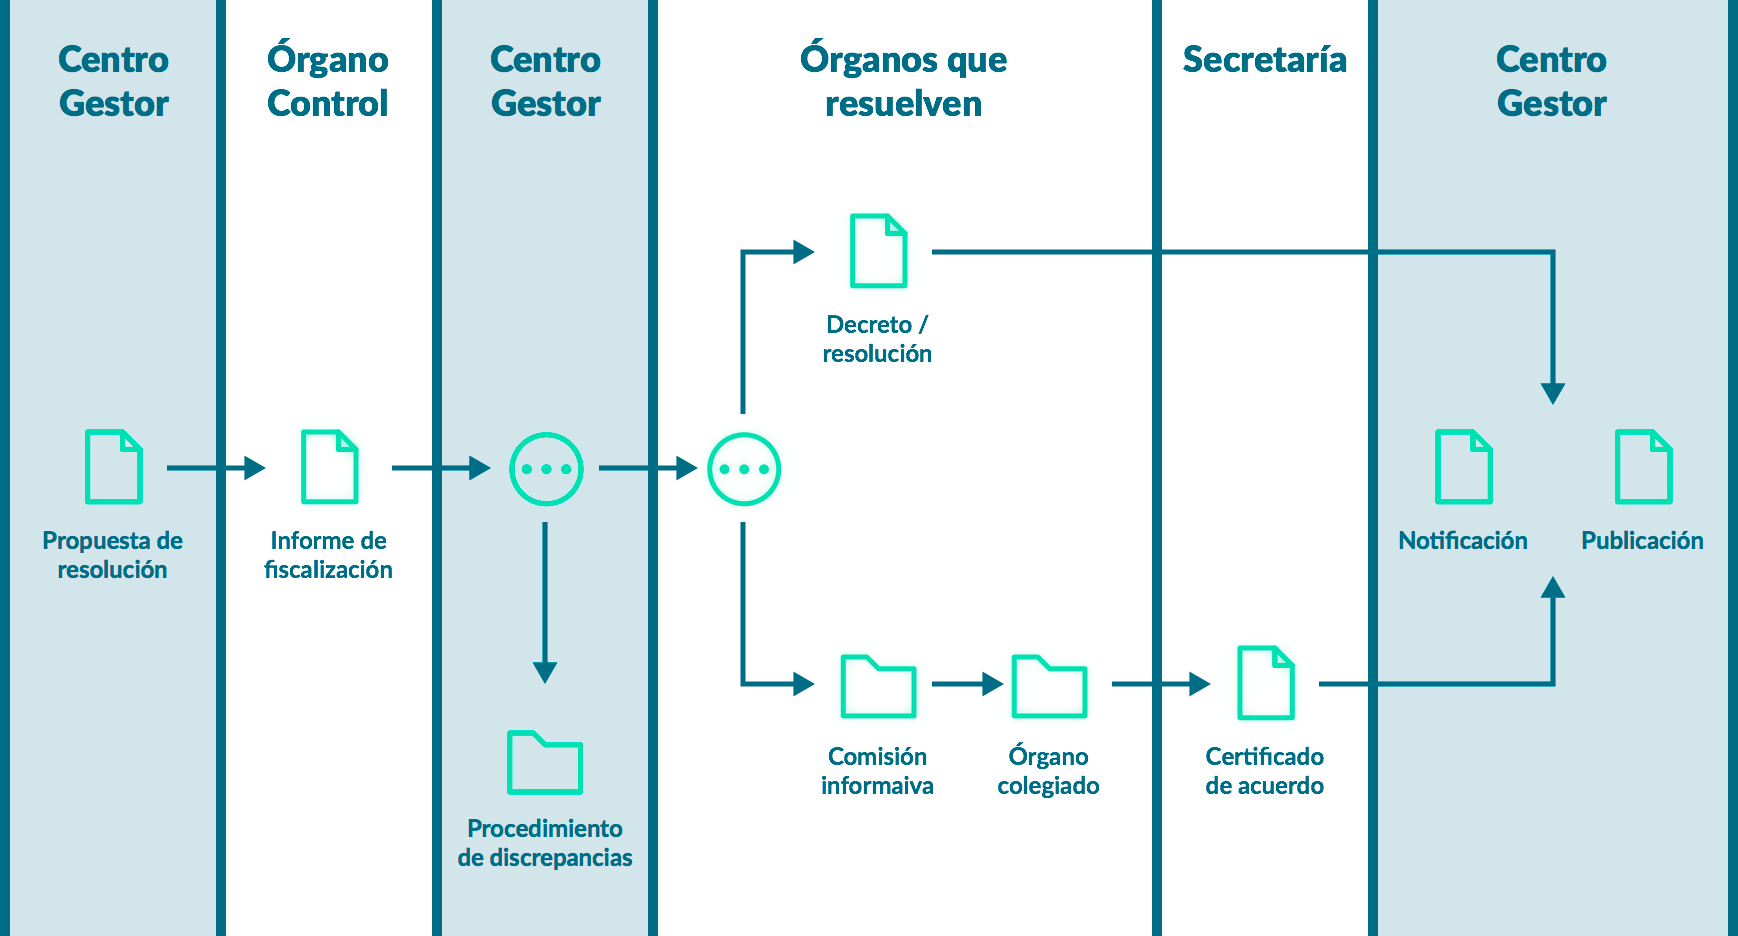 Centro
Gestor
Órgano
Control
Centro
Gestor
Órganos que
resuelven
Secretaría
Centro
Gestor
Decreto /
resolución
Propuesta de
resolución
Informe de
fiscalización
Notificación
Publicación
Comisión
informaiva
Órgano
colegiado
Certificado
de acuerdo
Procedimiento
de discrepancias